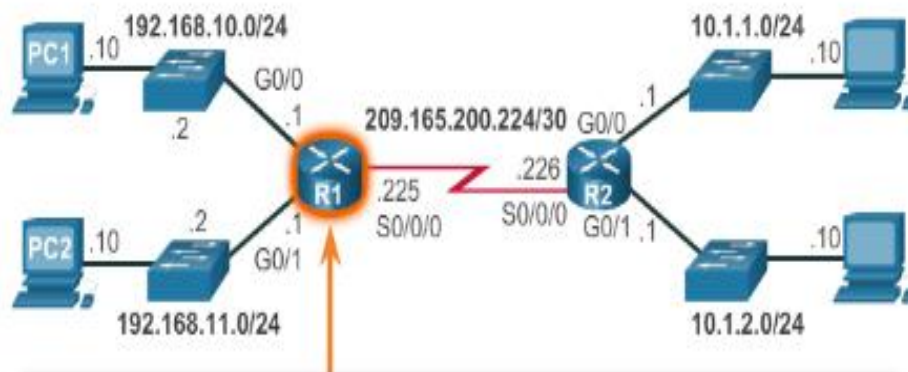 192.168.10.0/24
10.1.1.0/24
PC1
.10
G0/0
.1
.2
209.165.200.224/30
G0/0
.1
.10
R1
.225
S0/0/0
.226
S0/0/0
R2
G0/1
.1
PC2
.10
.2
.1
G0/1
.10
192.168.11.0/24
10.1.2.0/24